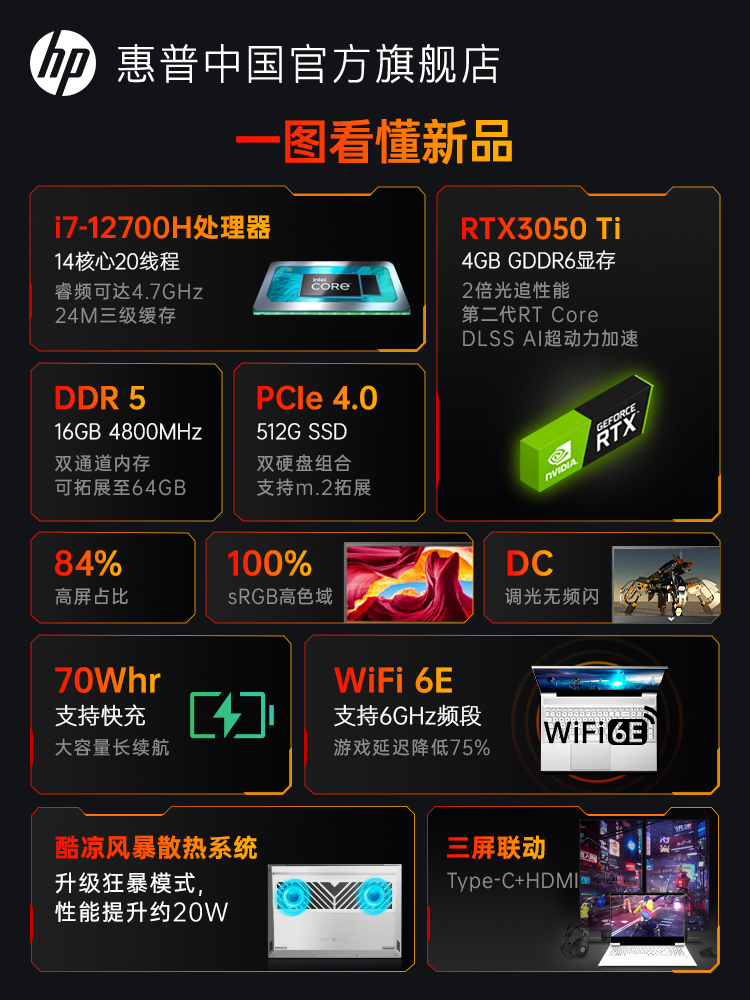 hp 惠普中国官方旗舰店
一图看懂新品
i7-12700H处理器
14核心20线程
睿频可达4.7GHz
24M三级缓存
intel
CORE
RTX3050 Ti
4GB GDDR6显存
2倍光追性能
第二代RT Core
DLSS AI超动力加速
NVIDIA.
GEFORCE
RTX
DDR 5
16GB 4800MHz
双通道内存
可拓展至64GB
PCIe 4.0
512G SSD
双硬盘组合
支持m.2拓展
84%
高屏占比
100%
sRGB高色域
DC
调光无频闪
70Whr
支持快充
大容量长续航
WiFi 6E
支持6GHz频段
游戏延迟降低75%
WiFi 6E
酷凉风暴散热系统
升级狂暴模式,
性能提升约20W
三屏联动
Type-C+HDMI